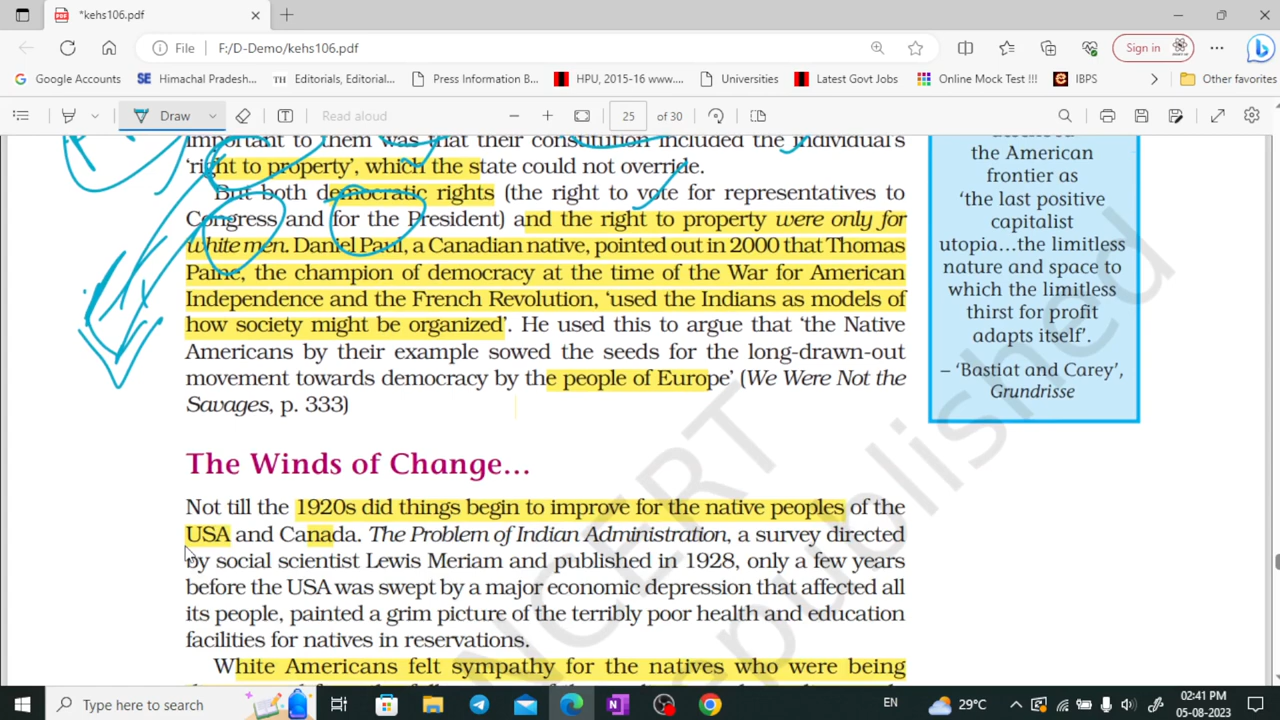 *kehs106.pdf
File
F:/D-Demo/kehs106.pdf
Sign in
Google Accounts
SE Himachal Pradesh...
TH Editorials, Editorial...
Press Information B...
HPU, 2015-16 www....
Universities
Latest Govt Jobs
Online Mock Test !!!
IBPS
Other favorites
Draw
Read aloud
25 of 30
important to them was that their constitution included the individual's
'right to property', which the state could not override.
But both democratic rights (the right to vote for representatives to
Congress and for the President) and the right to property were only for
white men. Daniel Paul, a Canadian native, pointed out in 2000 that Thomas
Paine, the champion of democracy at the time of the War for American
Independence and the French Revolution, 'used the Indians as models of
how society might be organized'. He used this to argue that 'the Native
Americans by their example sowed the seeds for the long-drawn-out
movement towards democracy by the people of Europe' (We Were Not the
Savages, p. 333)
the American
frontier as
'the last positive
capitalist
utopia...the limitless
nature and space to
which the limitless
thirst for profit
adapts itself'.
– 'Bastiat and Carey',
Grundrisse
The Winds of Change...
Not till the 1920s did things begin to improve for the native peoples of the
USA and Canada. The Problem of Indian Administration, a survey directed
by social scientist Lewis Meriam and published in 1928, only a few years
before the USA was swept by a major economic depression that affected all
its people, painted a grim picture of the terribly poor health and education
facilities for natives in reservations.
White Americans felt sympathy for the natives who were being
NCERT
republished
Type here to search
EN
29°C
02:41 PM
05-08-2023